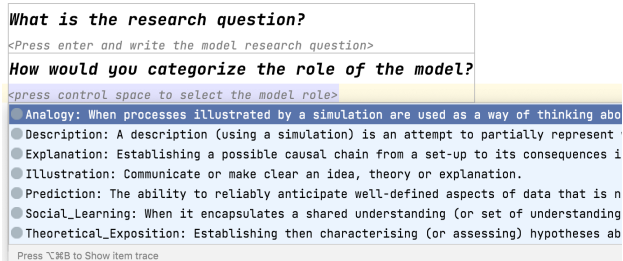 What is the research question?
<Press enter and write the model research question>
How would you categorize the role of the model?
<press control space to select the model role>
Analogy: When processes illustrated by a simulation are used as a way of thinking abo
Description: A description (using a simulation) is an attempt to partially represent
Explanation: Establishing a possible causal chain from a set-up to its consequences i
Illustration: Communicate or make clear an idea, theory or explanation.
Prediction: The ability to reliably anticipate well-defined aspects of data that is n
Social_Learning: When it encapsulates a shared understanding (or set of understanding
Theoretical_Exposition: Establishing then characterising (or assessing) hypotheses ab
Press ⌥⌘B to Show item trace